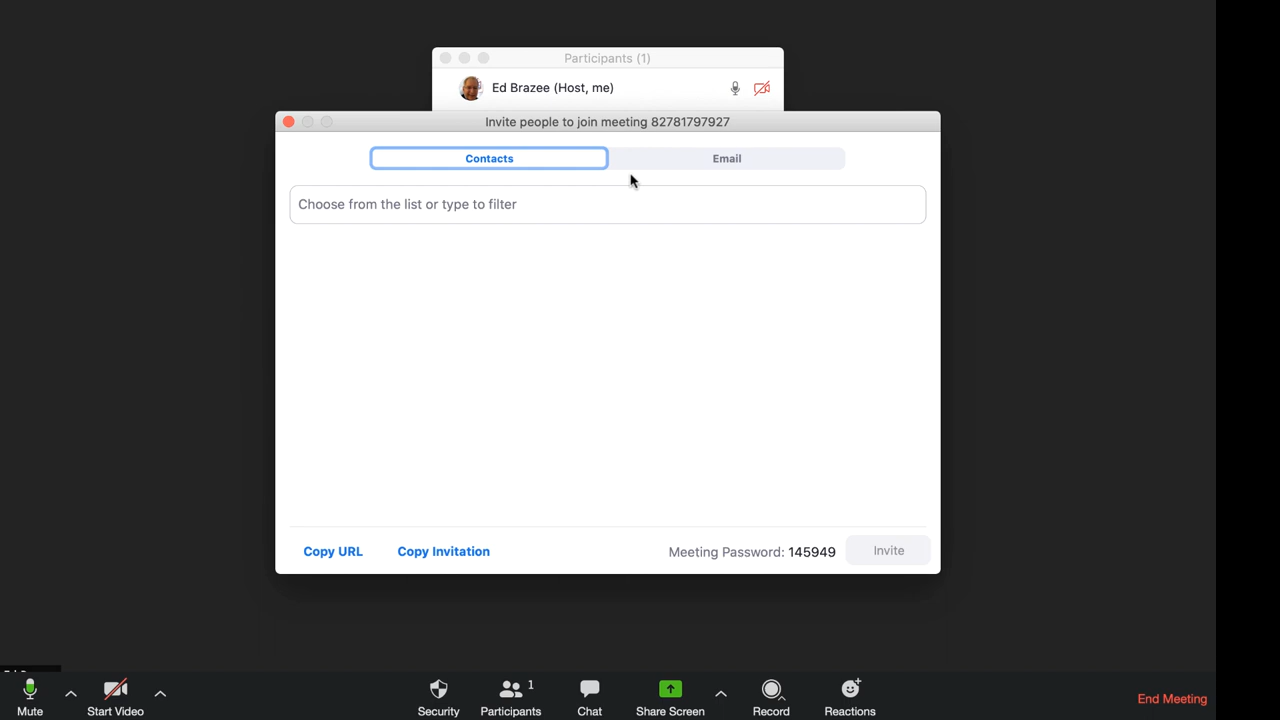 Participants (1)
Ed Brazee (Host, me)
Invite people to join meeting 82781797927
Contacts
Email
Choose from the list or type to filter
Copy URL
Copy Invitation
Meeting Password: 145949
Invite
Mute
Start Video
Security
1
Participants
Chat
Share Screen
Record
Reactions
End Meeting